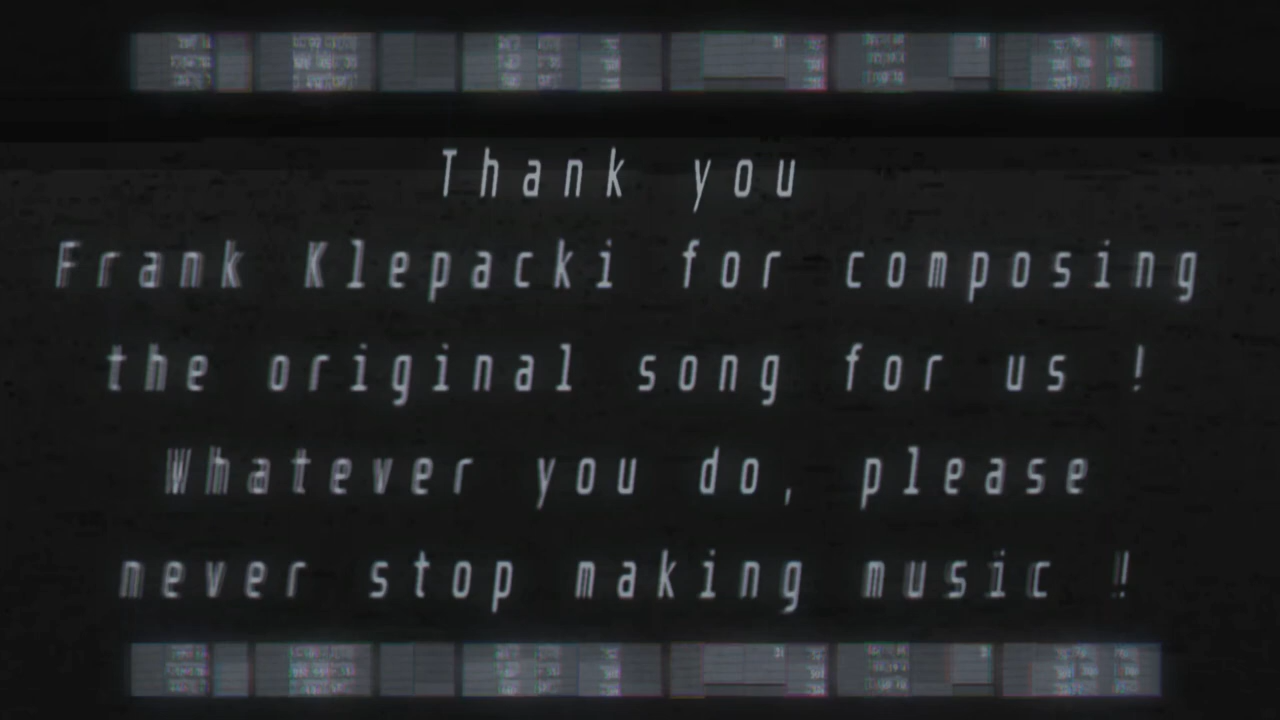 Thank you
Frank Klepacki for composing
the original song for us !
Whatever you do, please
never stop making music !!